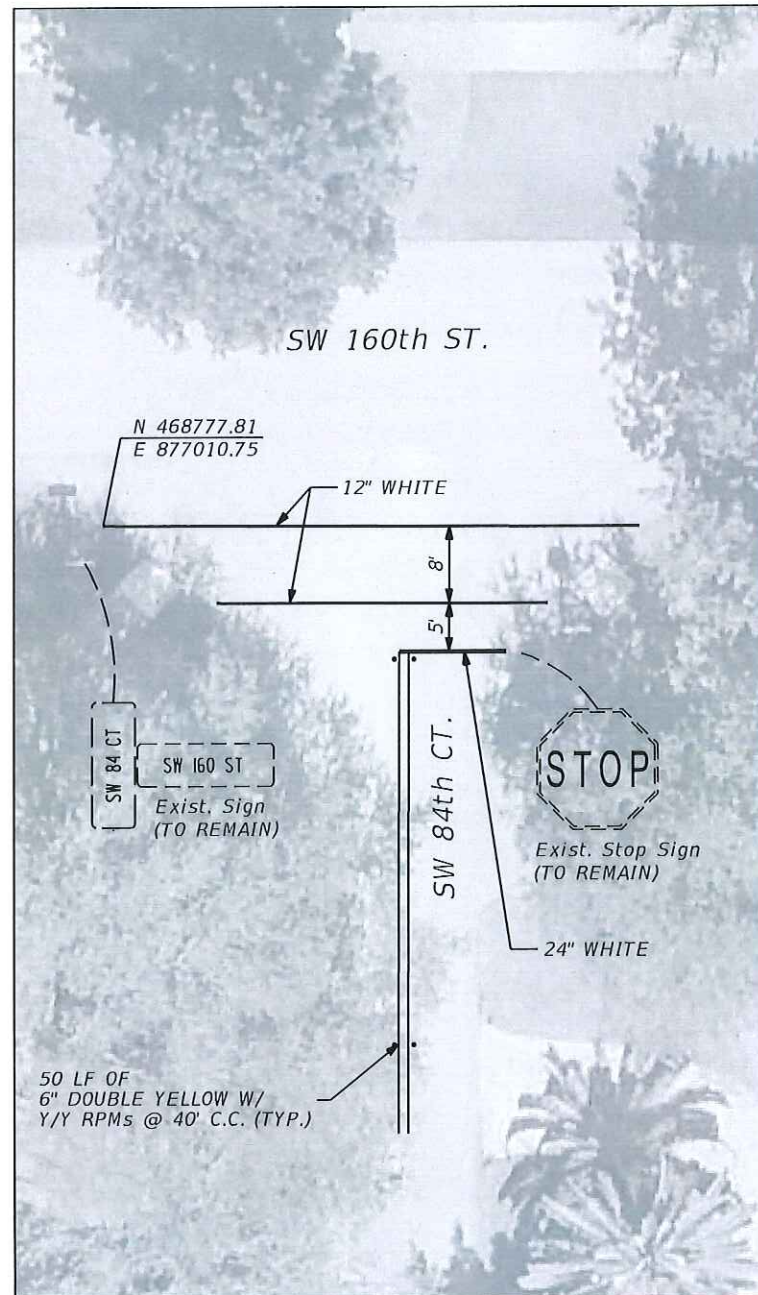 SW 160th ST.
N 468777.81
E 877010.75
12" WHITE
8'
5'
SW 84 CT
SW 160 ST
Exist. Sign
(TO REMAIN)
SW 84th CT.
STOP
Exist. Stop Sign
(TO REMAIN)
24" WHITE
50 LF OF
6" DOUBLE YELLOW W/
Y/Y RPMs @ 40' C.C. (TYP.)